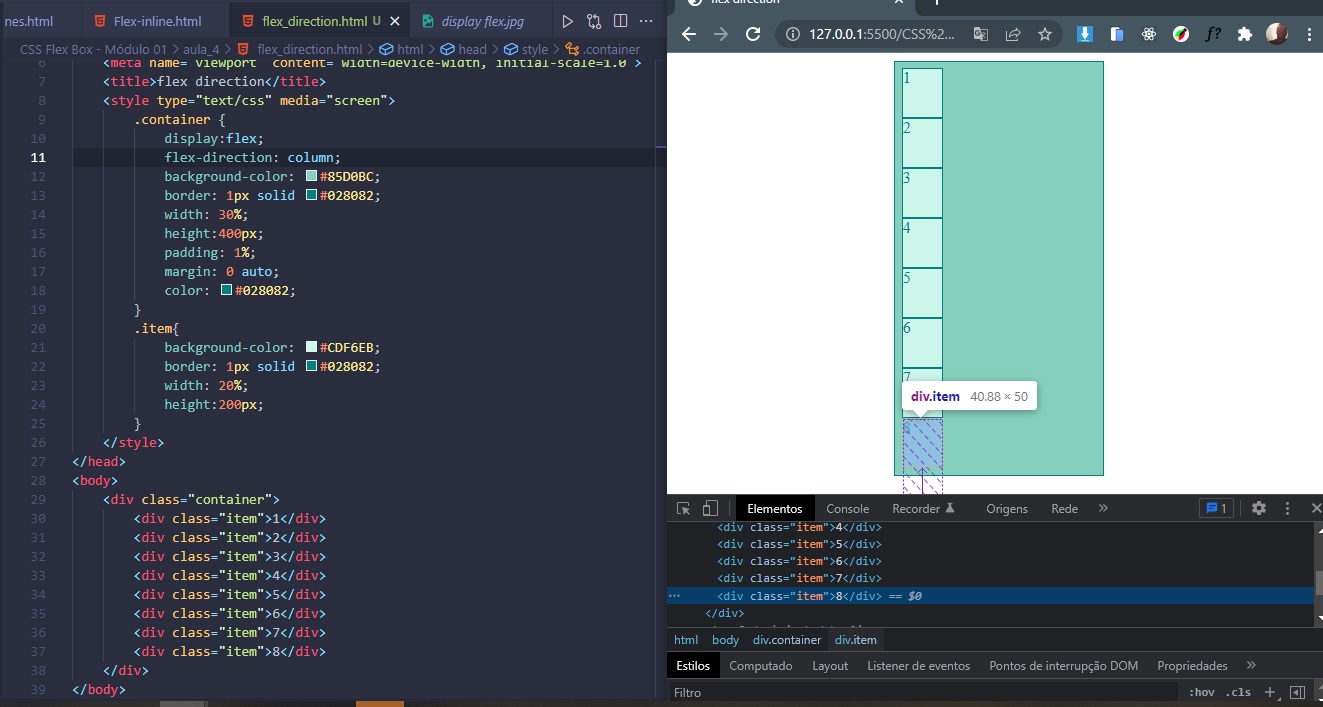 nes.html Flex-inline.html flex_direction.html U display flex.jpg
CSS Flex Box - Módulo 01 > aula_4 > flex_direction.html > html > head > style > .container
6 <meta name="viewport" content="width=device-width, initial-scale=1.0">
7 <title>flex direction</title>
8 <style type="text/css" media="screen">
9 .container {
10 display:flex;
11 flex-direction: column;
12 background-color: #85D0BC;
13 border: 1px solid #028082;
14 width: 30%;
15 height:400px;
16 padding: 1%;
17 margin: 0 auto;
18 color: #028082;
19 }
20 .item{
21 background-color: #CDF6EB;
22 border: 1px solid #028082;
23 width: 20%;
24 height:200px;
25 }
26 </style>
27 </head>
28 <body>
29 <div class="container">
30 <div class="item">1</div>
31 <div class="item">2</div>
32 <div class="item">3</div>
33 <div class="item">4</div>
34 <div class="item">5</div>
35 <div class="item">6</div>
36 <div class="item">7</div>
37 <div class="item">8</div>
38 </div>
39 </body>
flex direction
127.0.0.1:5500/CSS%2...
f?
1
2
3
4
5
6
7
div.item 40.88 × 50
8
Elementos Console Recorder Origens Rede » 1
<div class="item">4</div>
<div class="item">5</div>
<div class="item">6</div>
<div class="item">7</div>
... <div class="item">8</div> == $0
</div>
html body div.container div.item
Estilos Computado Layout Listener de eventos Pontos de interrupção DOM Propriedades »
Filtro :hov .cls +